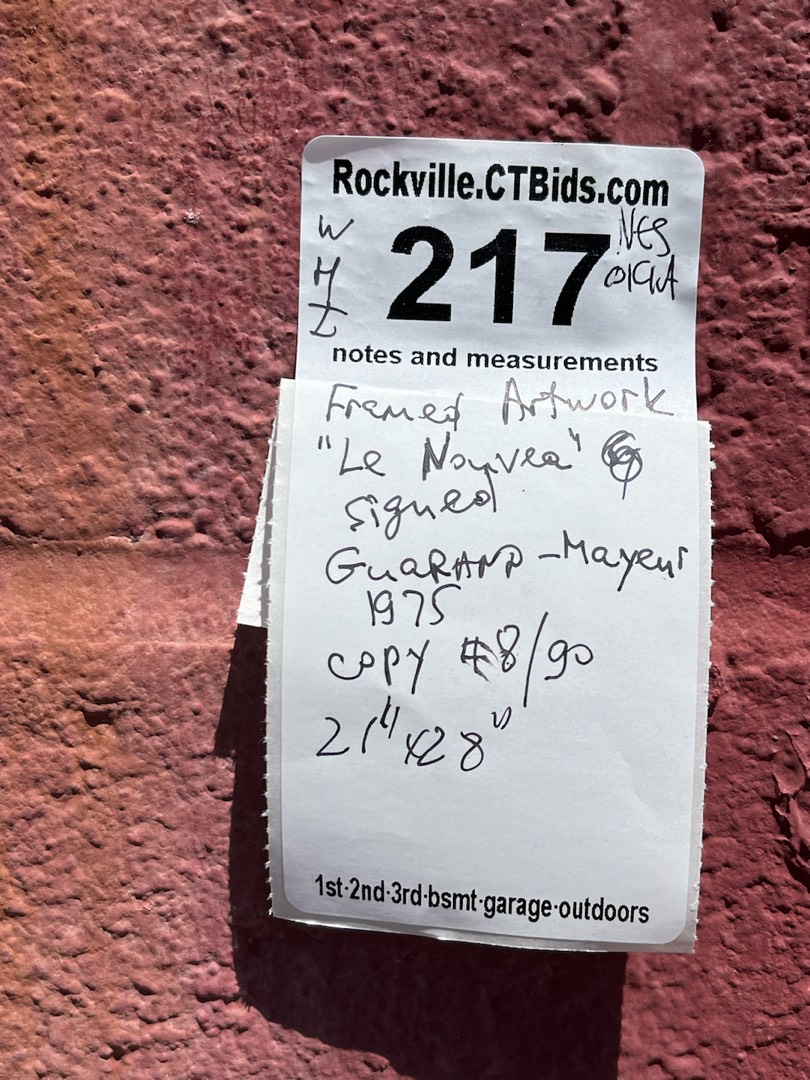 Rockville.CTBids.com
W
M
I
217
NES
notes and measurements
Framed Artwork
"Le Nouvea"
signed
GuaRAND-Mayeur
1975
copy #8/90
21"x28"
1st·2nd·3rd·bsmt·garage·outdoors